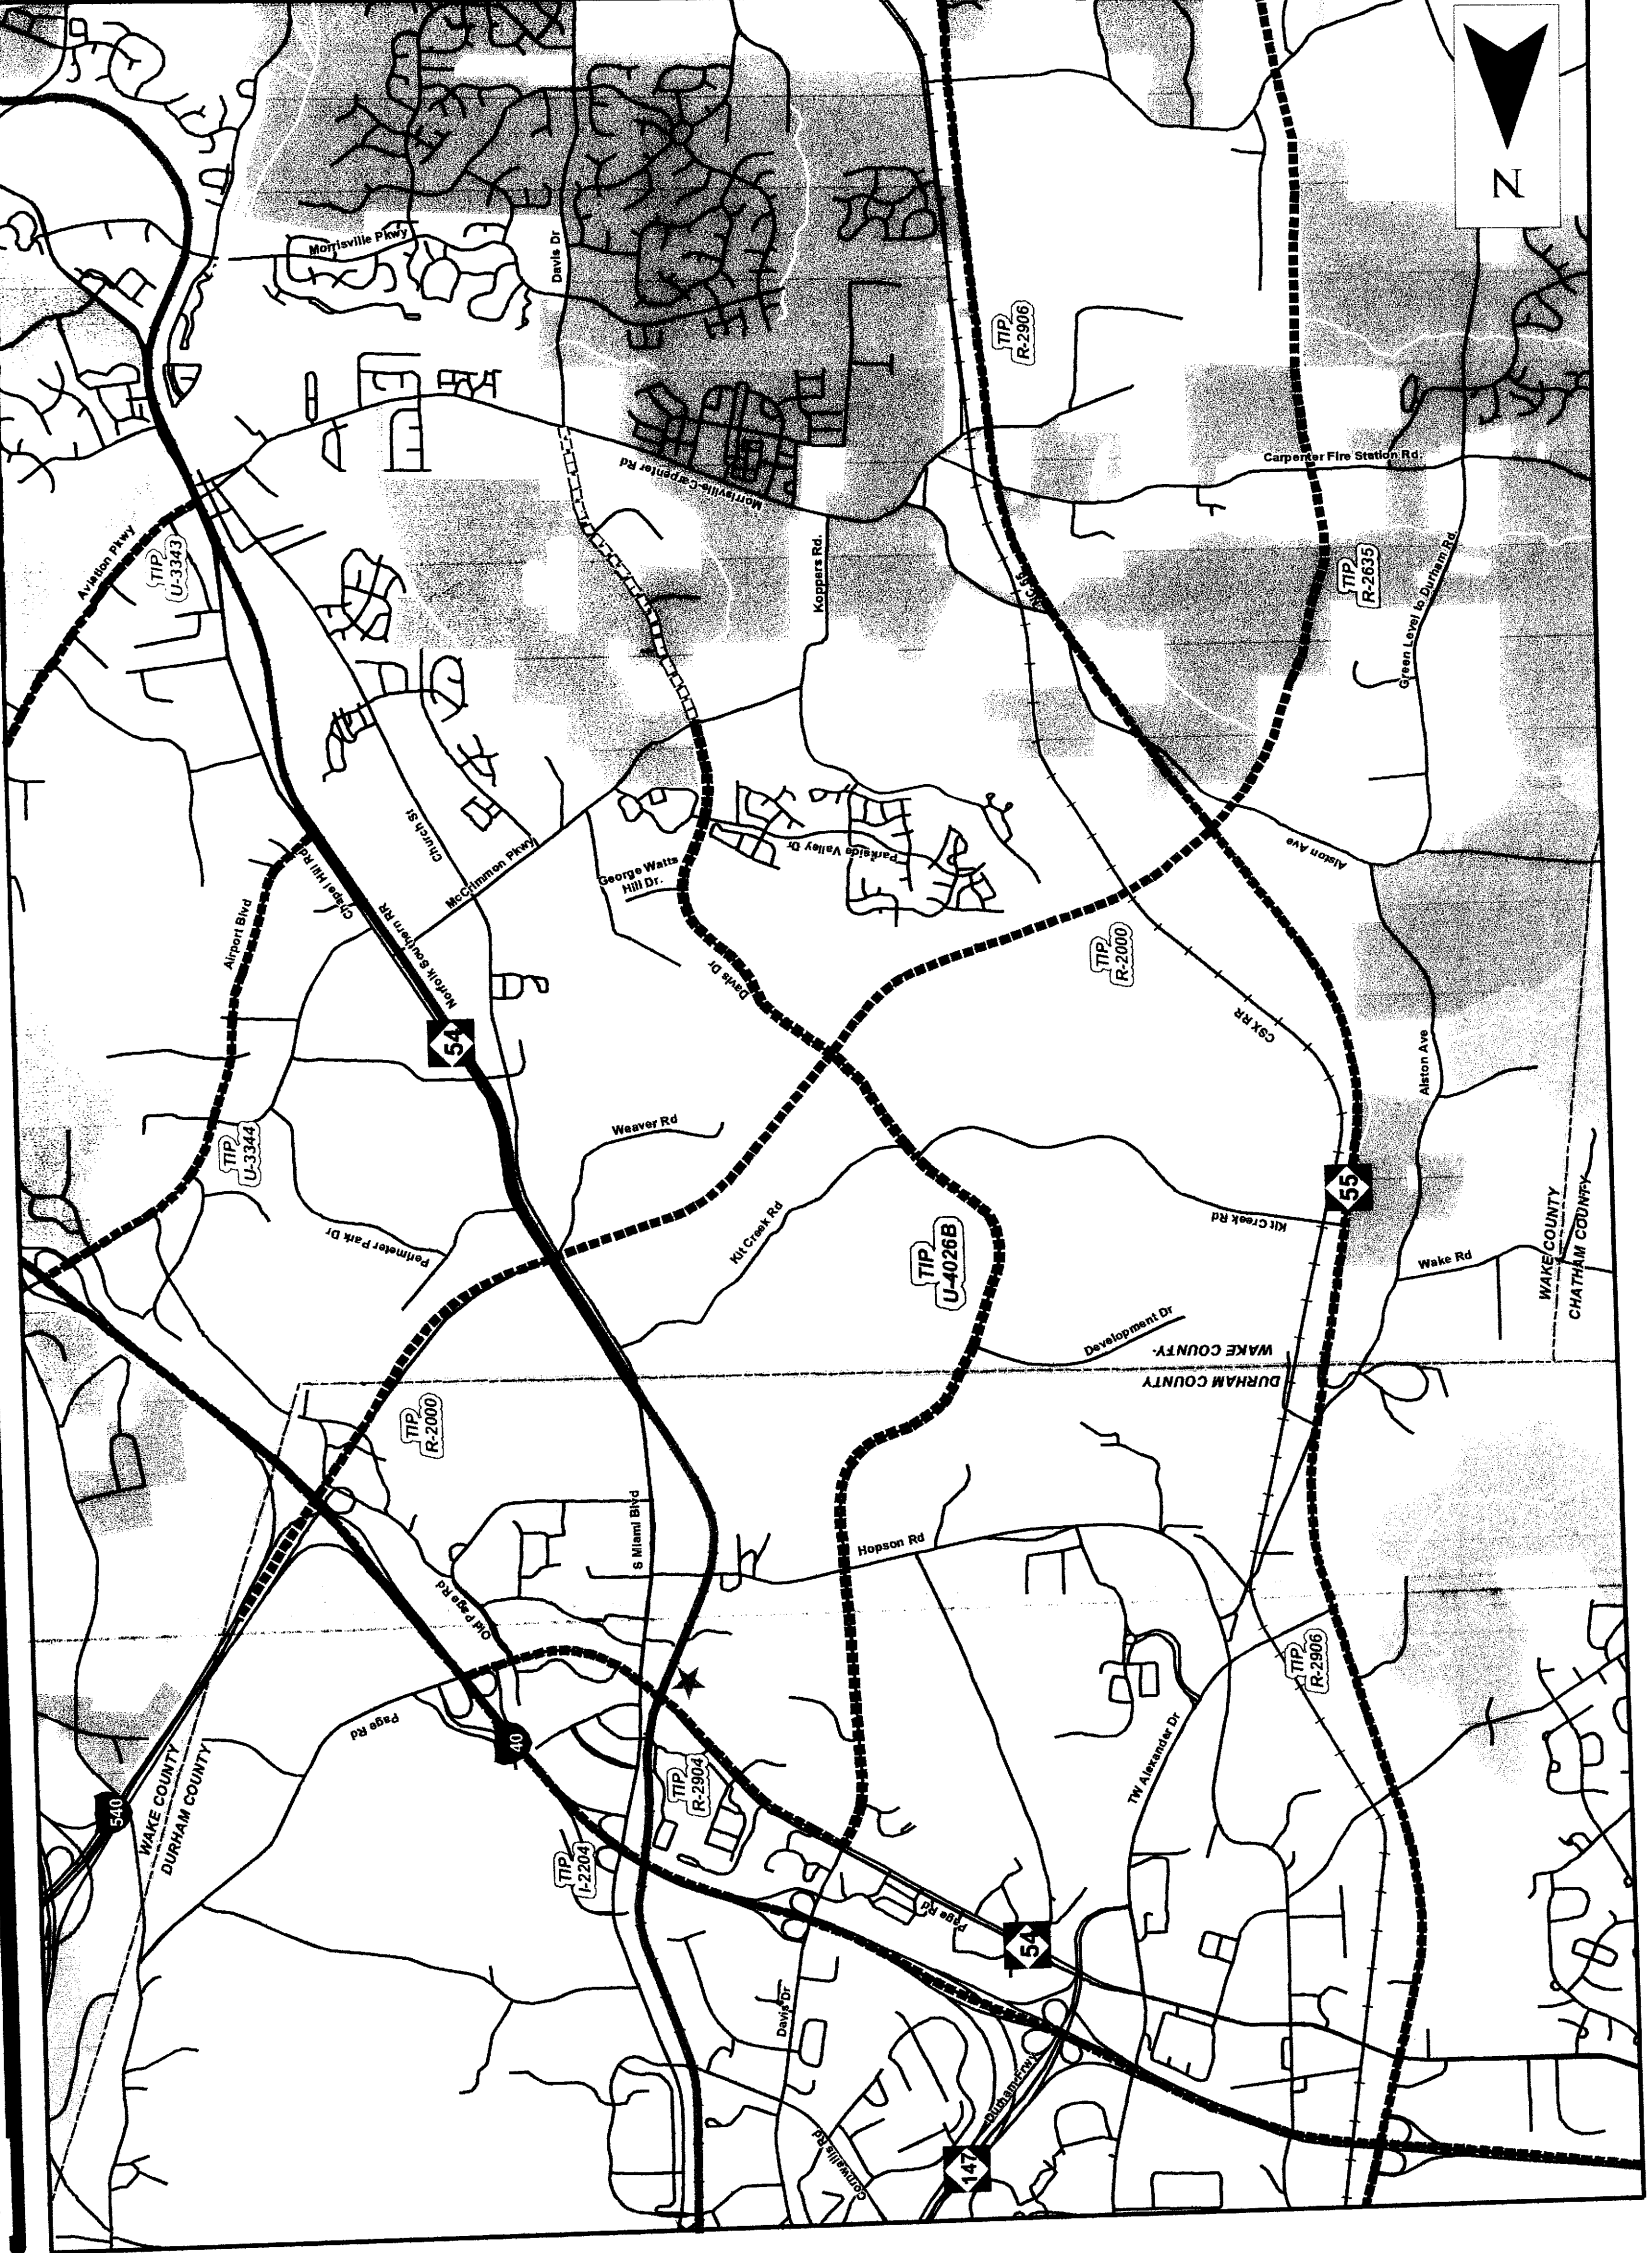 N
Morrisville Pkwy
Davis Dr
TIP
R-2906
Morrisville-Carpenter Rd
Carpenter Fire Station Rd
Aviation Pkwy
TIP
U-3343
Koppers Rd.
TIP
R-2635
Green Level to Durham Rd
Church St
McCrimmon Pkwy
George Watts
Hill Dr.
Parkside Valley Dr
Alston Ave
Chapel Hill Rd
Norfolk Southern RR
Airport Blvd
Davis Dr
TIP
R-2000
CSX RR
54
Alston Ave
TIP
U-3344
Weaver Rd
Kit Creek Rd
Kit Creek Rd
55
Perimeter Park Dr
TIP
U-4026B
Wake Rd
WAKE COUNTY
CHATHAM COUNTY
Development Dr
WAKE COUNTY
DURHAM COUNTY
TIP
R-2000
S Miami Blvd
Hopson Rd
Old Page Rd
TIP
R-2906
Page Rd
40
TIP
R-2904
TW Alexander Dr
540
WAKE COUNTY
DURHAM COUNTY
TIP
I-2204
Page Rd
54
Davis Dr
Durham Frwy
Cornwallis Rd
147